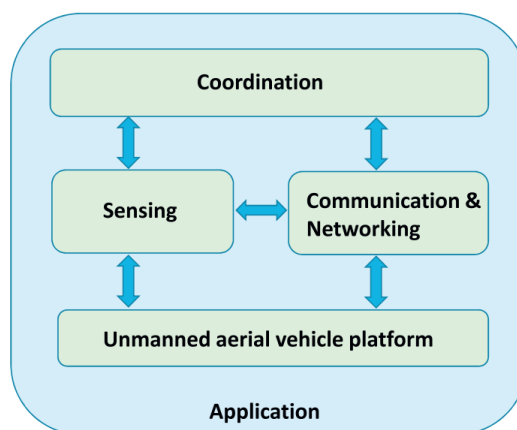 Coordination
Sensing
Communication &
Networking
Unmanned aerial vehicle platform
Application